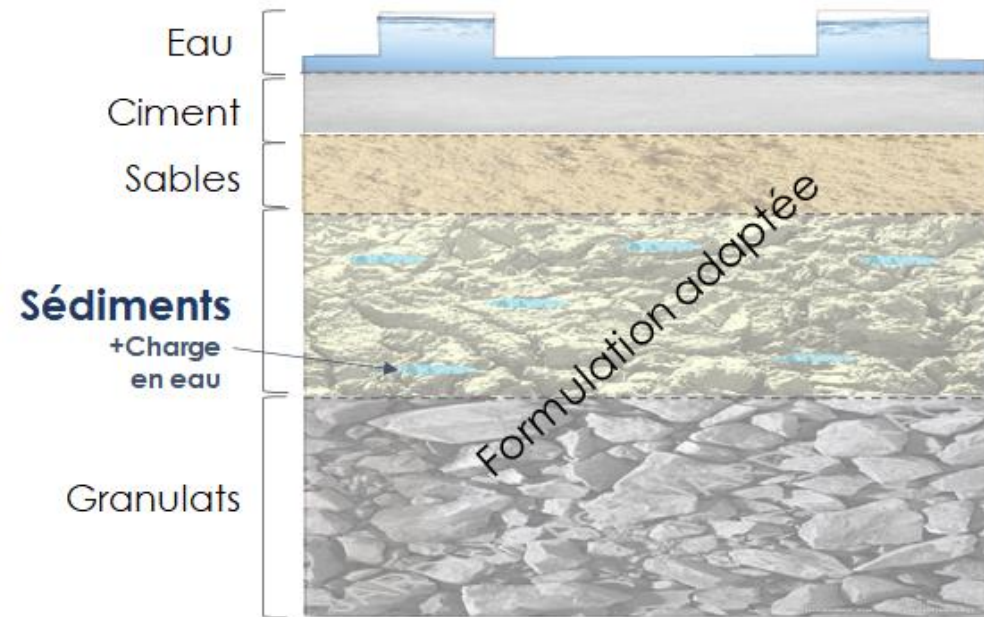 Eau
Ciment
Sables
Sédiments
+Charge
en eau
Granulats
Formulation adaptée